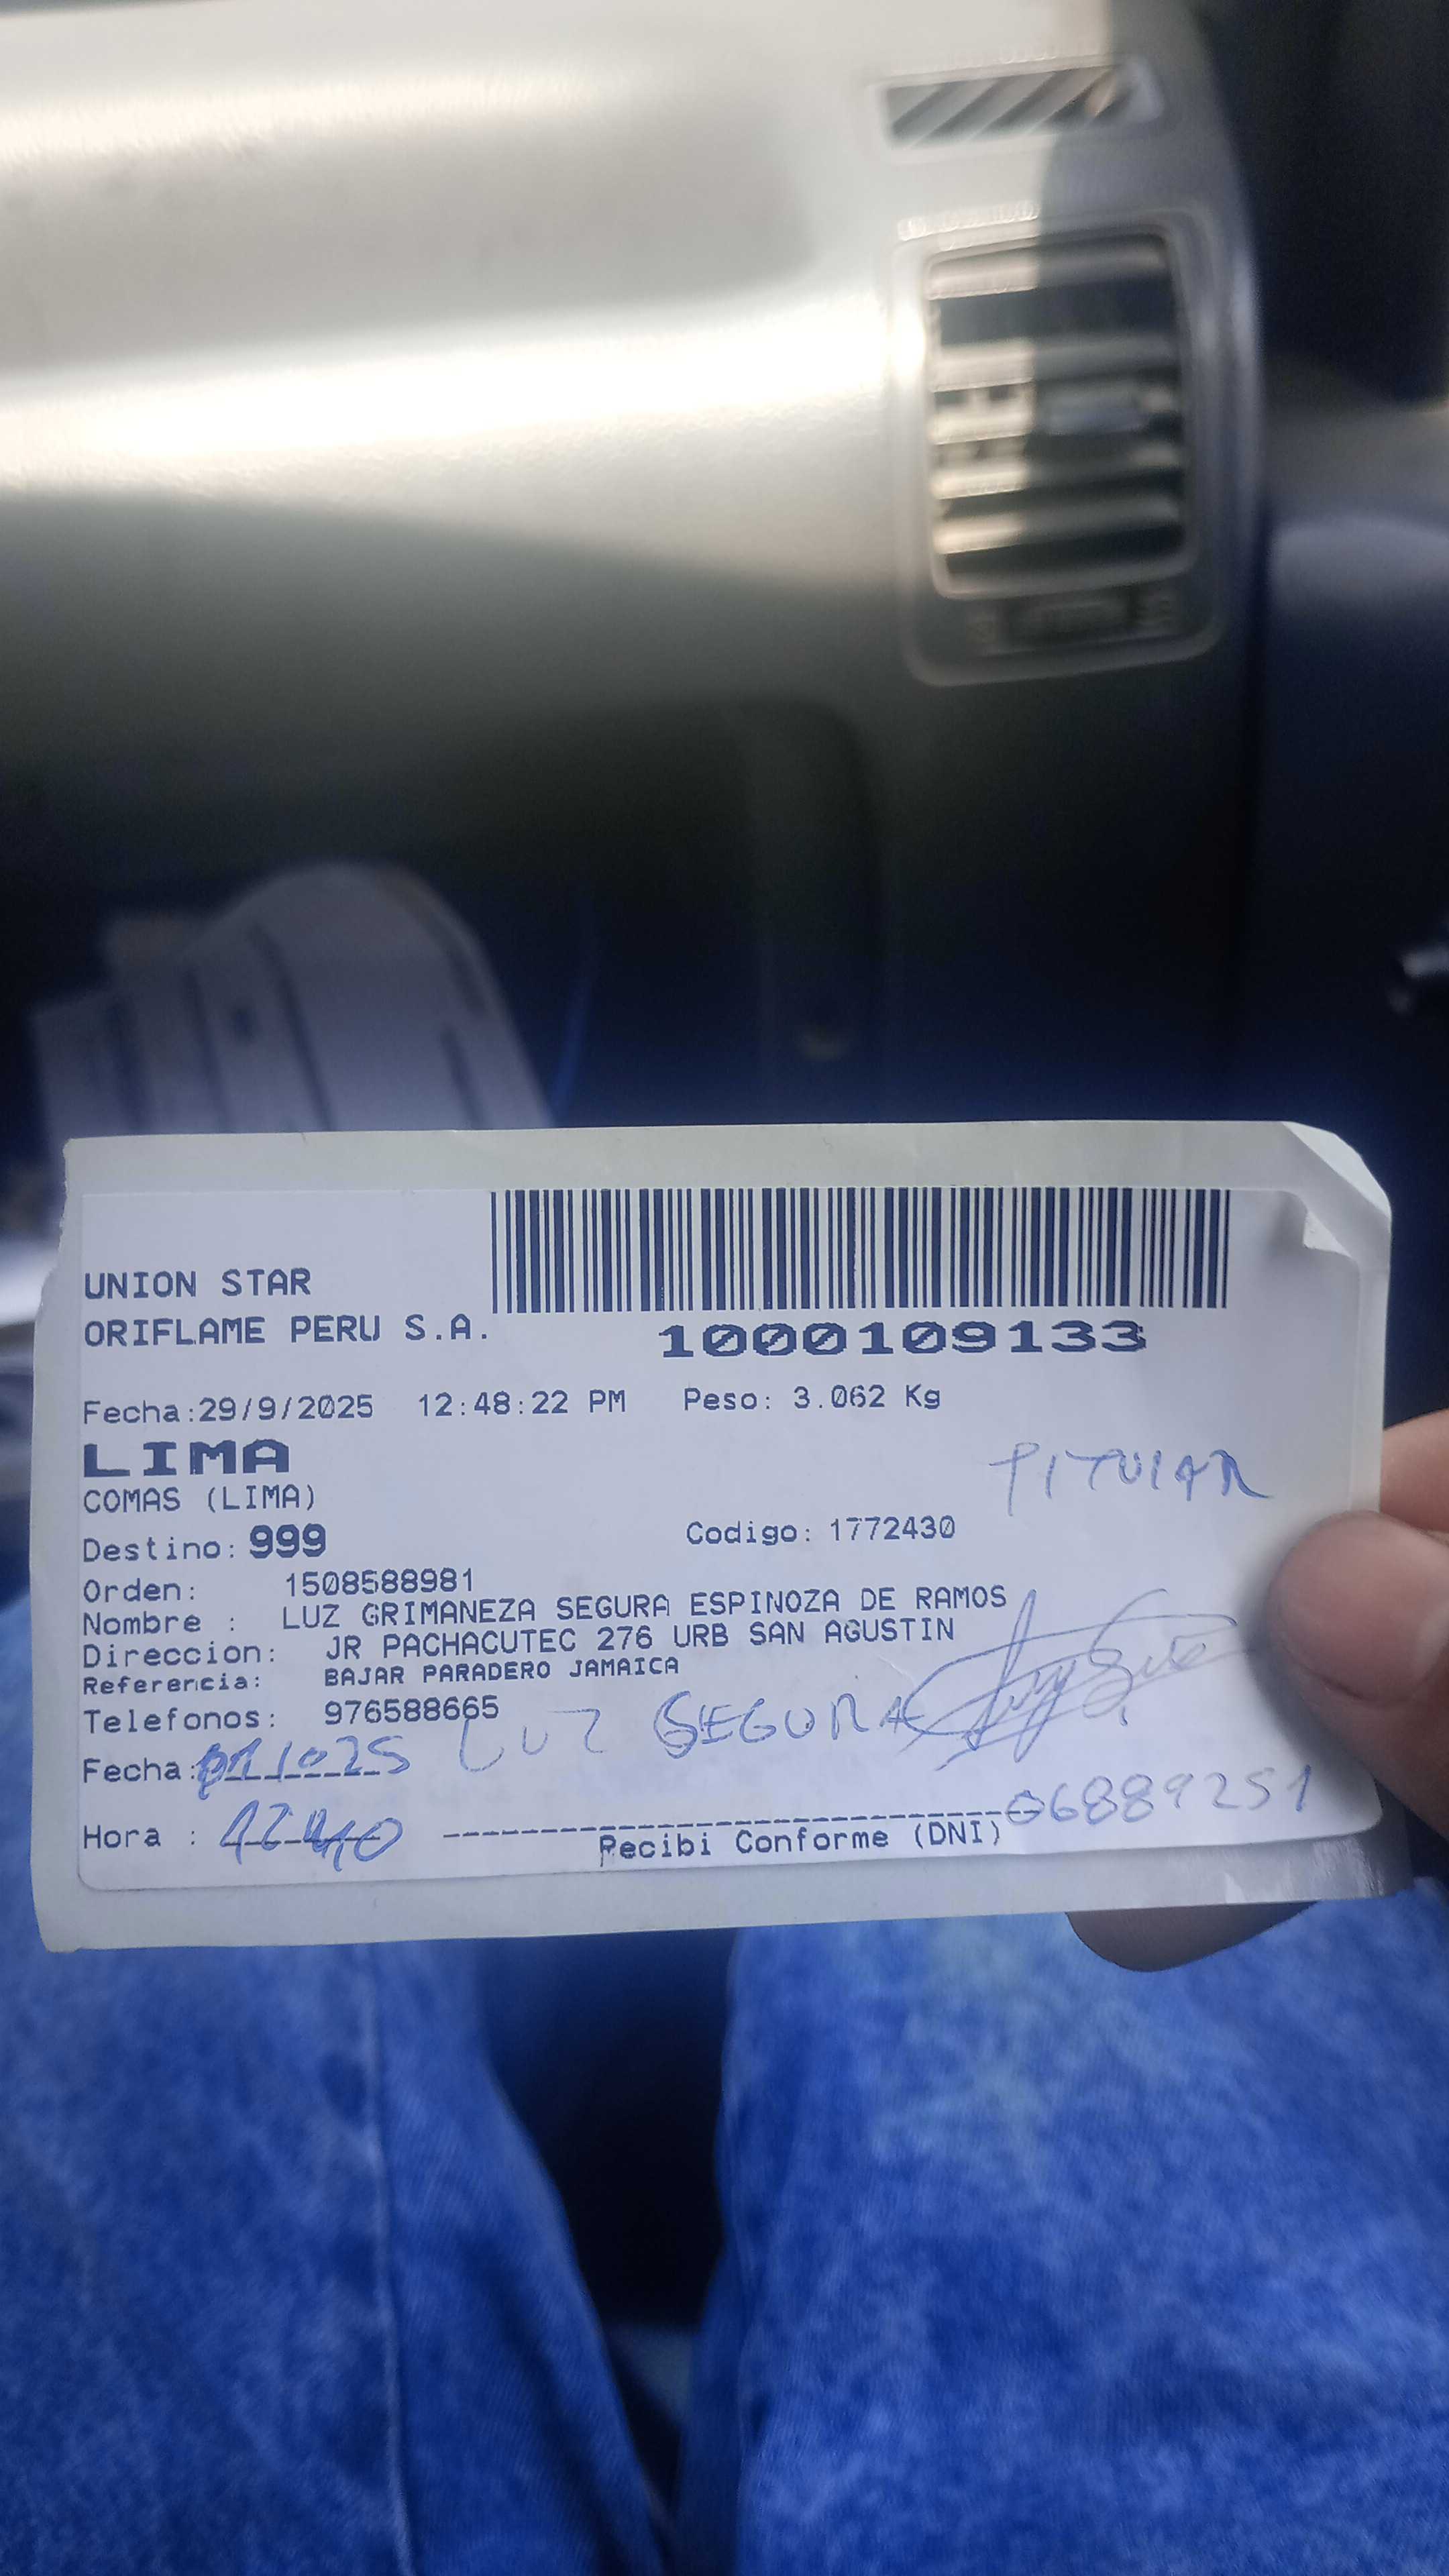 UNION STAR
ORIFLAME PERU S.A.
1000109133
Fecha:29/9/2025 12:48:22 PM Peso: 3.062 Kg
LIMA
TITULAR
COMAS (LIMA)
Destino: 999 Codigo: 1772430
Orden: 1508588981
Nombre : LUZ GRIMANEZA SEGURA ESPINOZA DE RAMOS
Direccion: JR PACHACUTEC 276 URB SAN AGUSTIN
Referencia: BAJAR PARADERO JAMAICA
Telefonos: 976588665
LUZ SEGURA
Fecha: 011025
06889251
Hora : 1240
Recibi Conforme (DNI)